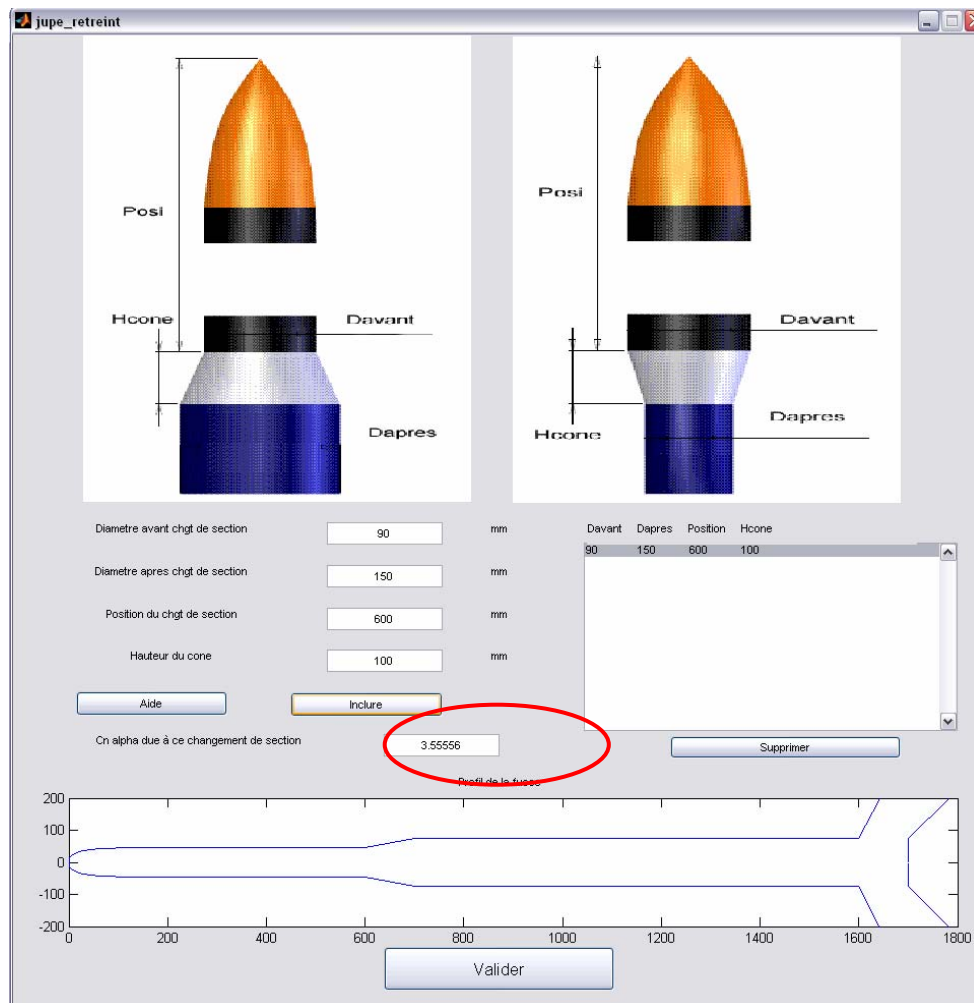 jupe_retreint
Posi
Hcone
Davant
Dapres
Posi
Davant
Dapres
Hcone
Diametre avant chgt de section 90 mm
Diametre apres chgt de section 150 mm
Position du chgt de section 600 mm
Hauteur du cone 100 mm
Aide
Inclure
Davant Dapres Position Hcone
90 150 600 100
Cn alpha due à ce changement de section 3.55556
Supprimer
Profil de la fusee
200
100
0
-100
-200
0 200 400 600 800 1000 1200 1400 1600 1800
Valider